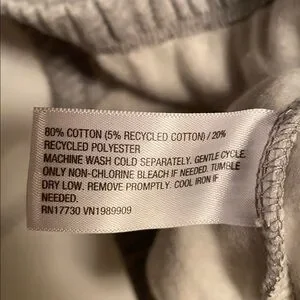 80% COTTON (5% RECYCLED COTTON) / 20%
RECYCLED POLYESTER
MACHINE WASH COLD SEPARATELY. GENTLE CYCLE.
ONLY NON-CHLORINE BLEACH IF NEEDED. TUMBLE
DRY LOW. REMOVE PROMPTLY. COOL IRON IF
NEEDED.
RN17730 VN1989909